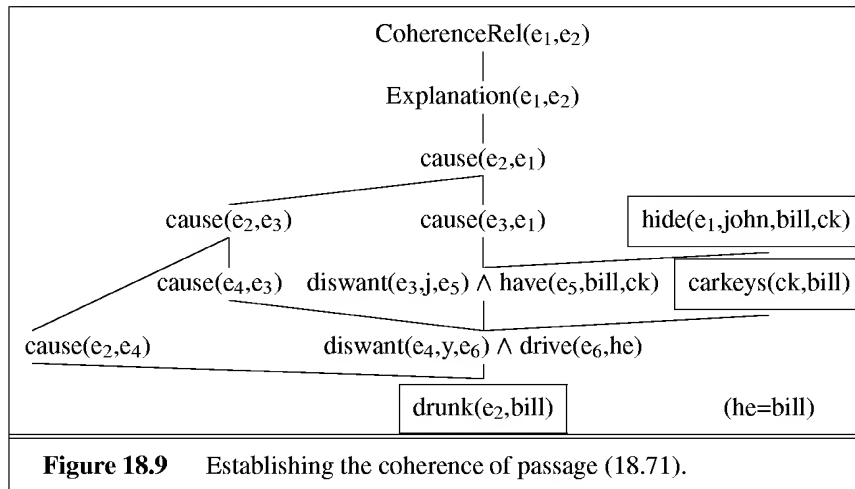 CoherenceRel(e₁,e₂)
Explanation(e₁,e₂)
cause(e₂,e₁)
cause(e₂,e₃) cause(e₃,e₁) hide(e₁,john,bill,ck)
cause(e₄,e₃) diswant(e₃,j,e₅) ∧ have(e₅,bill,ck) carkeys(ck,bill)
cause(e₂,e₄) diswant(e₄,y,e₆) ∧ drive(e₆,he)
drunk(e₂,bill) (he=bill)
Figure 18.9 Establishing the coherence of passage (18.71).